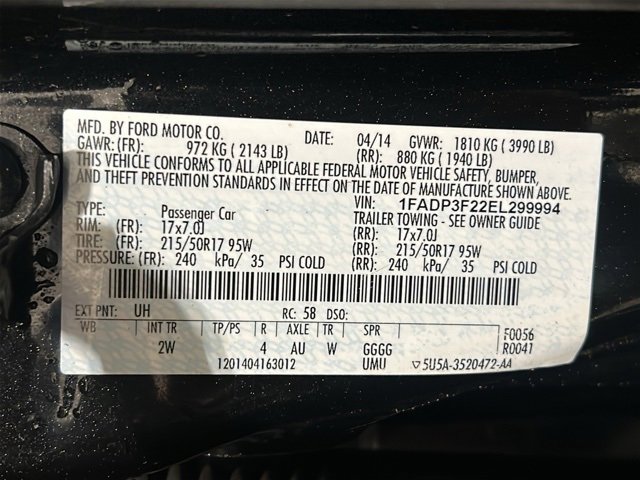 MFD. BY FORD MOTOR CO. DATE: 04/14 GVWR: 1810 KG ( 3990 LB)
GAWR: (FR): 972 KG ( 2143 LB) (RR): 880 KG ( 1940 LB)
THIS VEHICLE CONFORMS TO ALL APPLICABLE FEDERAL MOTOR VEHICLE SAFETY, BUMPER,
AND THEFT PREVENTION STANDARDS IN EFFECT ON THE DATE OF MANUFACTURE SHOWN ABOVE.
VIN: 1FADP3F22EL299994
TYPE: Passenger Car TRAILER TOWING - SEE OWNER GUIDE
RIM: (FR) 17x7.0J (RR): 17x7.0J
TIRE: (FR) 215/50R17 95W (RR): 215/50R17 95W
PRESSURE: (FR) 240 kPa/ 35 PSI COLD (RR): 240 kPa/ 35 PSI COLD
EXT PNT: UH RC: 58 DSO:
WB INT TR TP/PS R AXLE TR SPR F0056
2W 4 AU W GGGG R0041
1201404163012 UMU ▽5U5A-3520472-AA